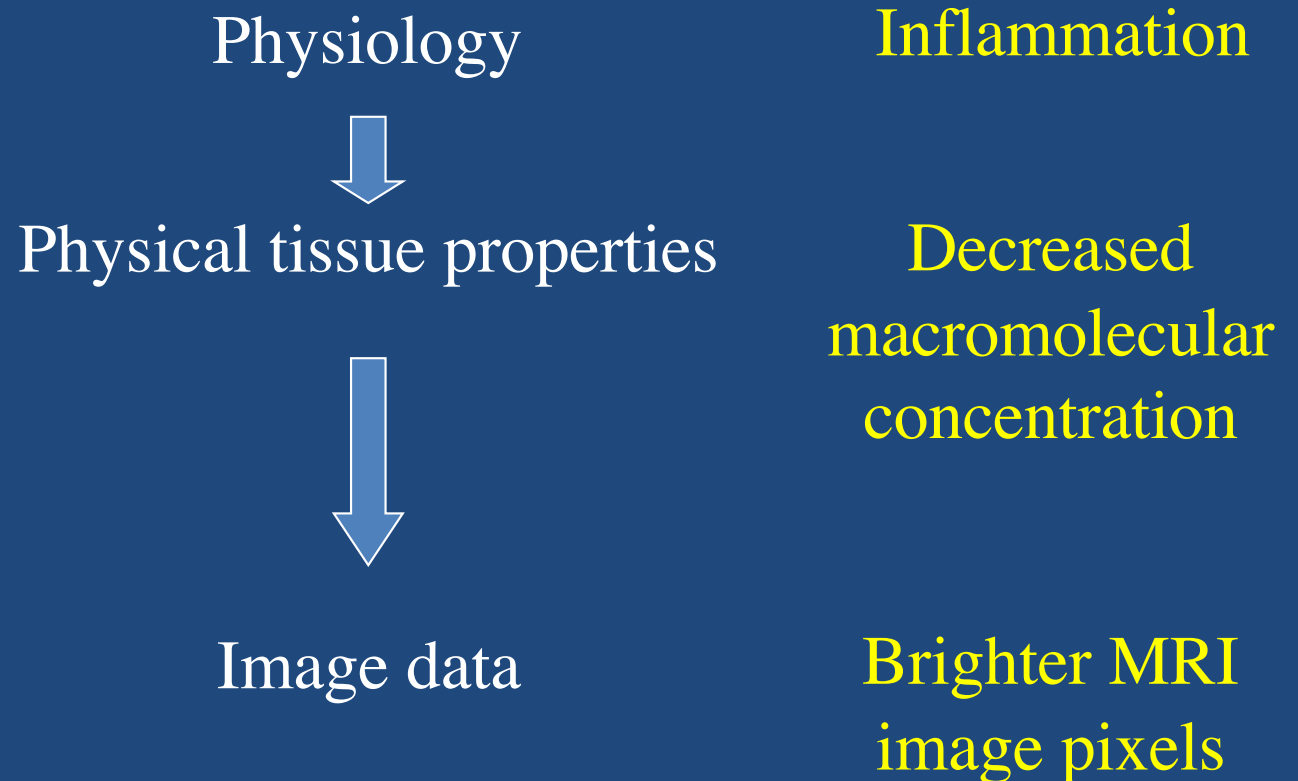 Physiology
Inflammation
Physical tissue properties
Decreased
macromolecular
concentration
Image data
Brighter MRI
image pixels